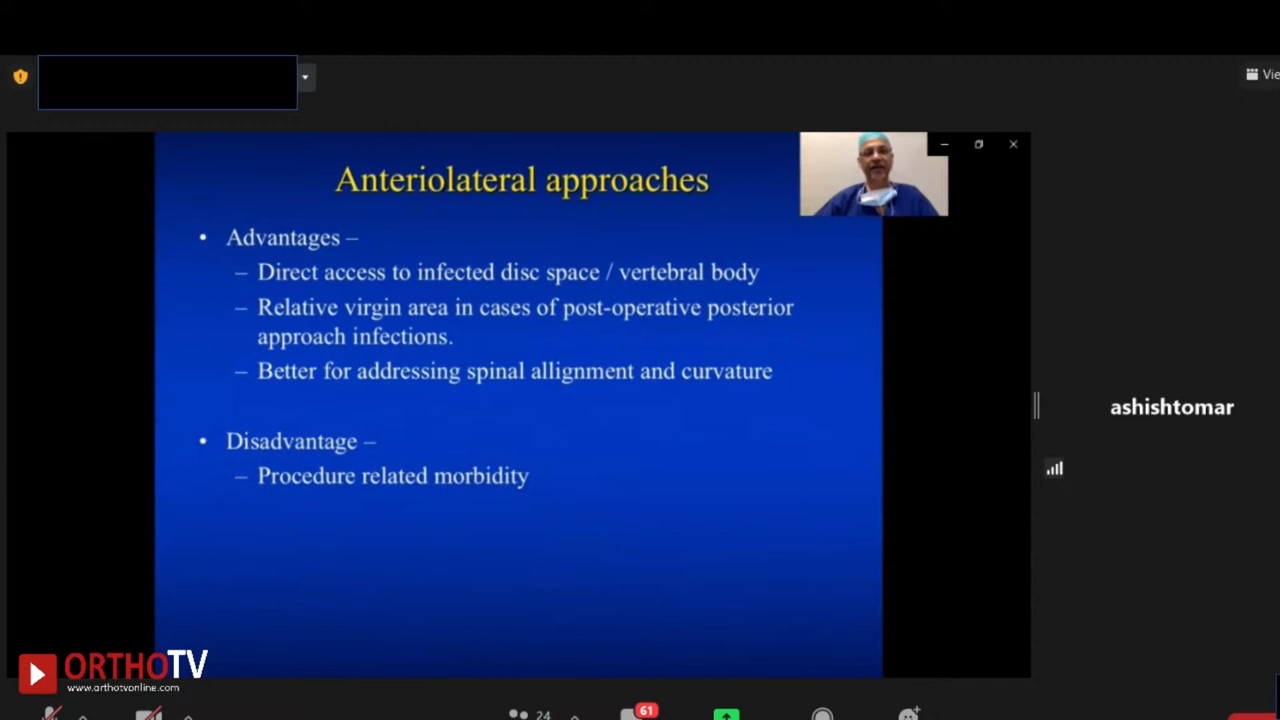 Vie
Anteriolateral approaches
• Advantages –
– Direct access to infected disc space / vertebral body
– Relative virgin area in cases of post-operative posterior
approach infections.
– Better for addressing spinal allignment and curvature
• Disadvantage –
– Procedure related morbidity
ashishtomar
ORTHOTV
www.orthotvonline.com
24
61